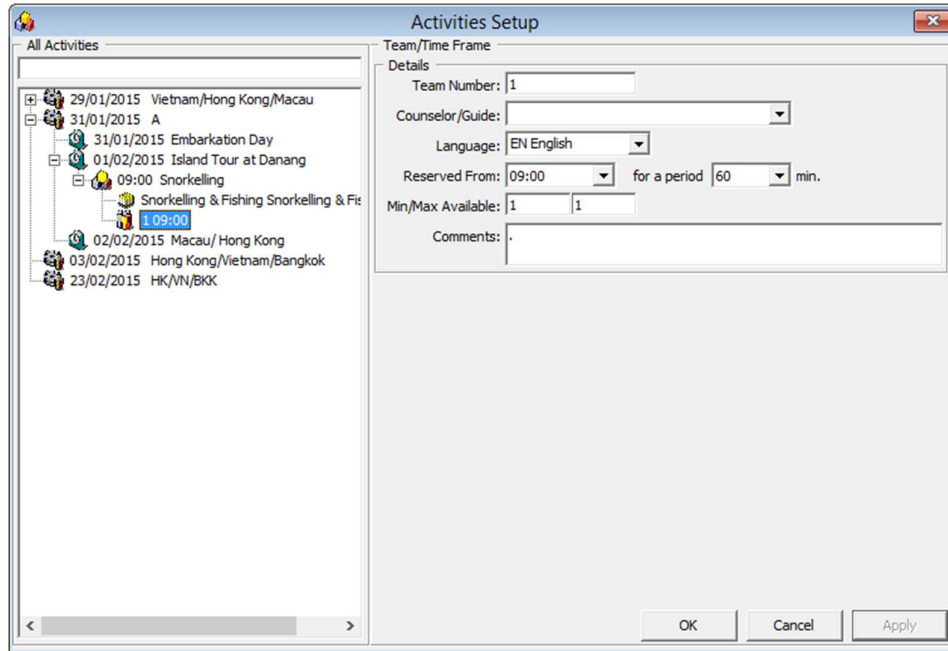 Activities Setup
All Activities
29/01/2015 Vietnam/Hong Kong/Macau
31/01/2015 A
31/01/2015 Embarkation Day
01/02/2015 Island Tour at Danang
09:00 Snorkelling
Snorkelling & Fishing Snorkelling & Fis
1 09:00
02/02/2015 Macau/ Hong Kong
03/02/2015 Hong Kong/Vietnam/Bangkok
23/02/2015 HK/VN/BKK
Team/Time Frame
Details
Team Number: 1
Counselor/Guide:
Language: EN English
Reserved From: 09:00 for a period 60 min.
Min/Max Available: 1 1
Comments: .
OK Cancel Apply